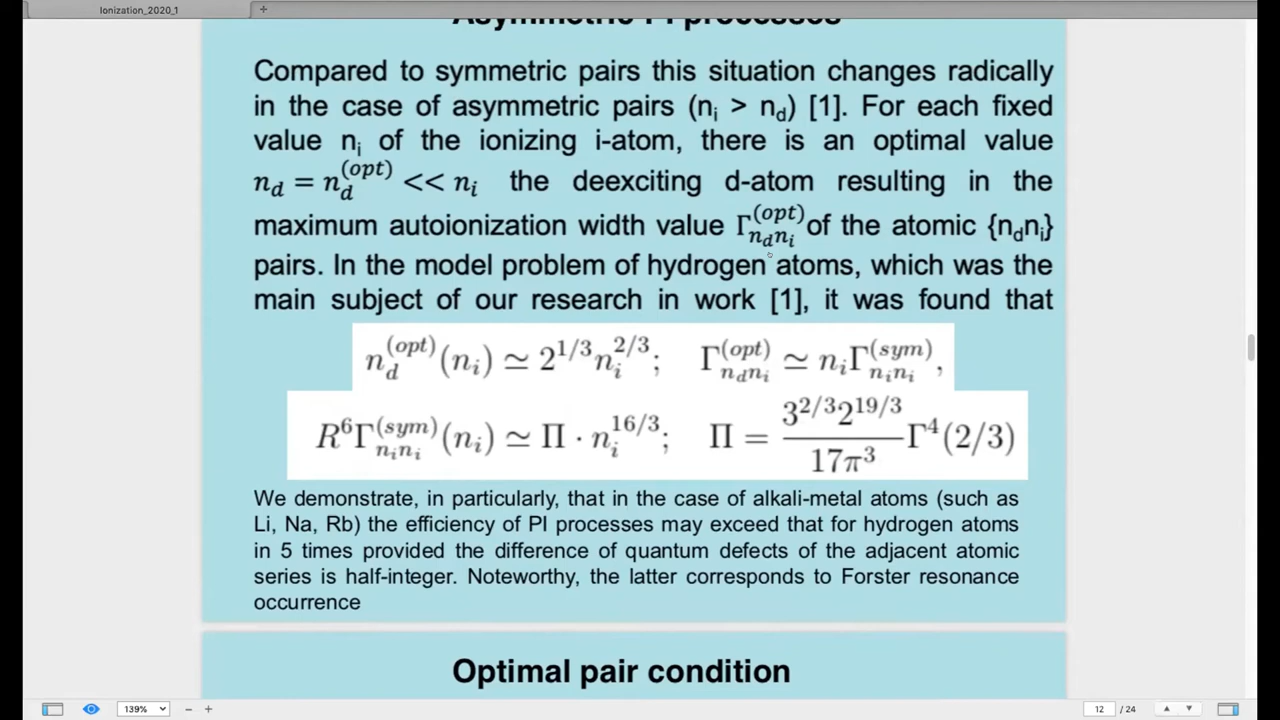 Ionization_2020_1
+
Asymmetric PI processes
Compared to symmetric pairs this situation changes radically
in the case of asymmetric pairs (n_i > n_d) [1]. For each fixed
value n_i of the ionizing i-atom, there is an optimal value
n_d = n_d^{(opt)} << n_i the deexciting d-atom resulting in the
maximum autoionization width value Γ_{n_d n_i}^{(opt)} of the atomic {n_d n_i}
pairs. In the model problem of hydrogen atoms, which was the
main subject of our research in work [1], it was found that
n_d^{(opt)}(n_i) ≃ 2^{1/3} n_i^{2/3}; Γ_{n_d n_i}^{(opt)} ≃ n_i Γ_{n_i n_i}^{(sym)},
R^6 Γ_{n_i n_i}^{(sym)}(n_i) ≃ Π · n_i^{16/3}; Π = \frac{3^{2/3} 2^{19/3}}{17π^3} Γ^4(2/3)
We demonstrate, in particularly, that in the case of alkali-metal atoms (such as
Li, Na, Rb) the efficiency of PI processes may exceed that for hydrogen atoms
in 5 times provided the difference of quantum defects of the adjacent atomic
series is half-integer. Noteworthy, the latter corresponds to Forster resonance
occurrence
Optimal pair condition
139% − + 12 / 24